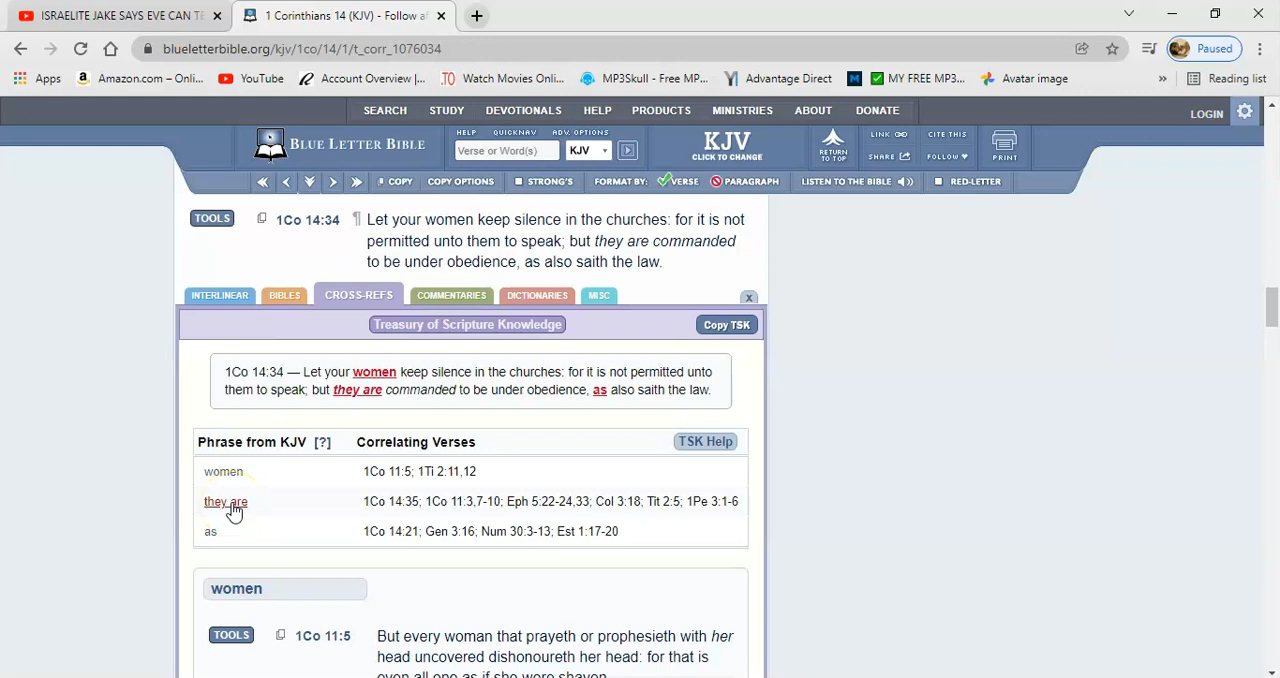 ISRAELITE JAKE SAYS EVE CAN TE
1 Corinthians 14 (KJV) - Follow af
blueletterbible.org/kjv/1co/14/1/t_corr_1076034
Paused
Apps
Amazon.com – Onli...
YouTube
Account Overview |...
TO Watch Movies Onl...
MP3Skull - Free MP...
Advantage Direct
MY FREE MP3...
Avatar image
»
Reading list
SEARCH
STUDY
DEVOTIONALS
HELP
PRODUCTS
MINISTRIES
ABOUT
DONATE
LOGIN
BLUE LETTER BIBLE
HELP QUICKNAV ADV. OPTIONS
Verse or Word(s)
KJV
KJV
CLICK TO CHANGE
RETURN
TO TOP
LINK
CITE THIS
SHARE
FOLLOW
PRINT
COPY
COPY OPTIONS
STRONG'S
FORMAT BY:
VERSE
PARAGRAPH
LISTEN TO THE BIBLE
RED-LETTER
TOOLS
1Co 14:34
¶ Let your women keep silence in the churches: for it is not
permitted unto them to speak; but they are commanded
to be under obedience, as also saith the law.
INTERLINEAR
BIBLES
CROSS-REFS
COMMENTARIES
DICTIONARIES
MISC
x
Treasury of Scripture Knowledge
Copy TSK
1Co 14:34 — Let your women keep silence in the churches: for it is not permitted unto
them to speak; but they are commanded to be under obedience, as also saith the law.
Phrase from KJV [?]
Correlating Verses
TSK Help
women
1Co 11:5; 1Ti 2:11,12
they are
1Co 14:35; 1Co 11:3,7-10; Eph 5:22-24,33; Col 3:18; Tit 2:5; 1Pe 3:1-6
as
1Co 14:21; Gen 3:16; Num 30:3-13; Est 1:17-20
women
TOOLS
1Co 11:5
But every woman that prayeth or prophesieth with her
head uncovered dishonoureth her head: for that is
even all one as if she were shaven.